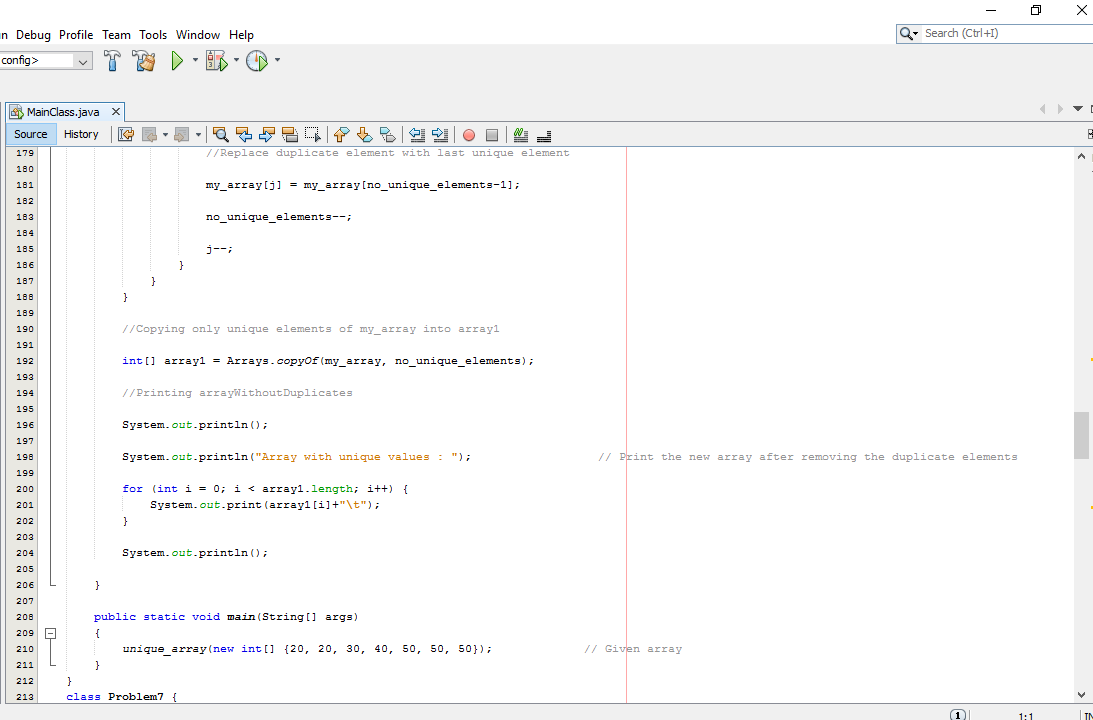 n Debug Profile Team Tools Window Help
Search (Ctrl+I)
config>
MainClass.java
Source History
179 //Replace duplicate element with last unique element
180
181 my_array[j] = my_array[no_unique_elements-1];
182
183 no_unique_elements--;
184
185 j--;
186 }
187 }
188 }
189
190 //Copying only unique elements of my_array into array1
191
192 int[] array1 = Arrays.copyOf(my_array, no_unique_elements);
193
194 //Printing arrayWithoutDuplicates
195
196 System.out.println();
197
198 System.out.println("Array with unique values : "); // Print the new array after removing the duplicate elements
199
200 for (int i = 0; i < array1.length; i++) {
201 System.out.print(array1[i]+"\t");
202 }
203
204 System.out.println();
205
206 }
207
208 public static void main(String[] args)
209 {
210 unique_array(new int[] {20, 20, 30, 40, 50, 50, 50}); // Given array
211 }
212 }
213 class Problem7 {
1 1:1 IN